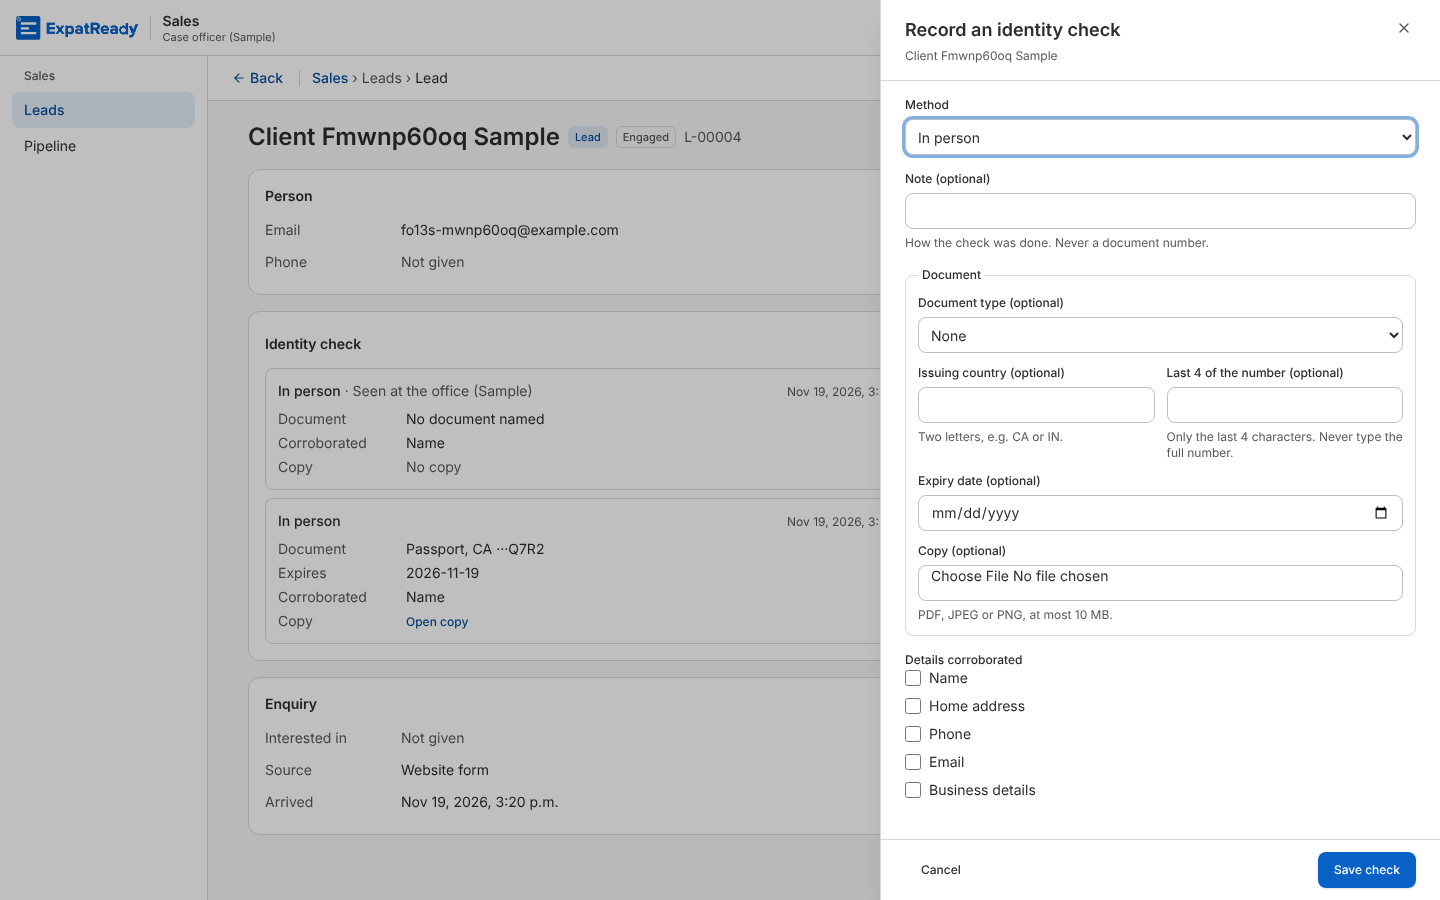 ExpatReady
Sales
Case officer (Sample)
Sales
Leads
Pipeline
← Back
Sales › Leads › Lead
Client Fmwnp60oq Sample Lead Engaged L-00004
Person
Email fo13s-mwnp60oq@example.com
Phone Not given
Identity check
In person · Seen at the office (Sample) Nov 19, 2026, 3:
Document No document named
Corroborated Name
Copy No copy
In person Nov 19, 2026, 3:
Document Passport, CA ···Q7R2
Expires 2026-11-19
Corroborated Name
Copy Open copy
Enquiry
Interested in Not given
Source Website form
Arrived Nov 19, 2026, 3:20 p.m.
Record an identity check
Client Fmwnp60oq Sample
Method
In person
Note (optional)
How the check was done. Never a document number.
Document
Document type (optional)
None
Issuing country (optional) Last 4 of the number (optional)
Two letters, e.g. CA or IN. Only the last 4 characters. Never type the
full number.
Expiry date (optional)
mm/dd/yyyy
Copy (optional)
Choose File No file chosen
PDF, JPEG or PNG, at most 10 MB.
Details corroborated
Name
Home address
Phone
Email
Business details
Cancel Save check